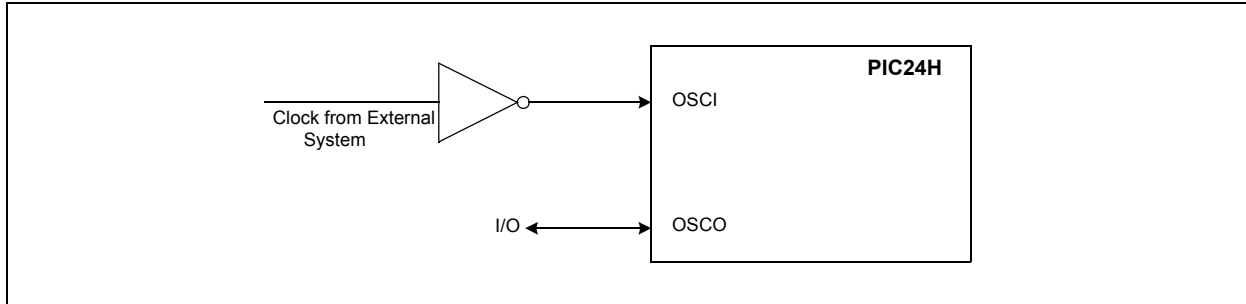 PIC24H
Clock from External
System
OSCI
I/O
OSCO